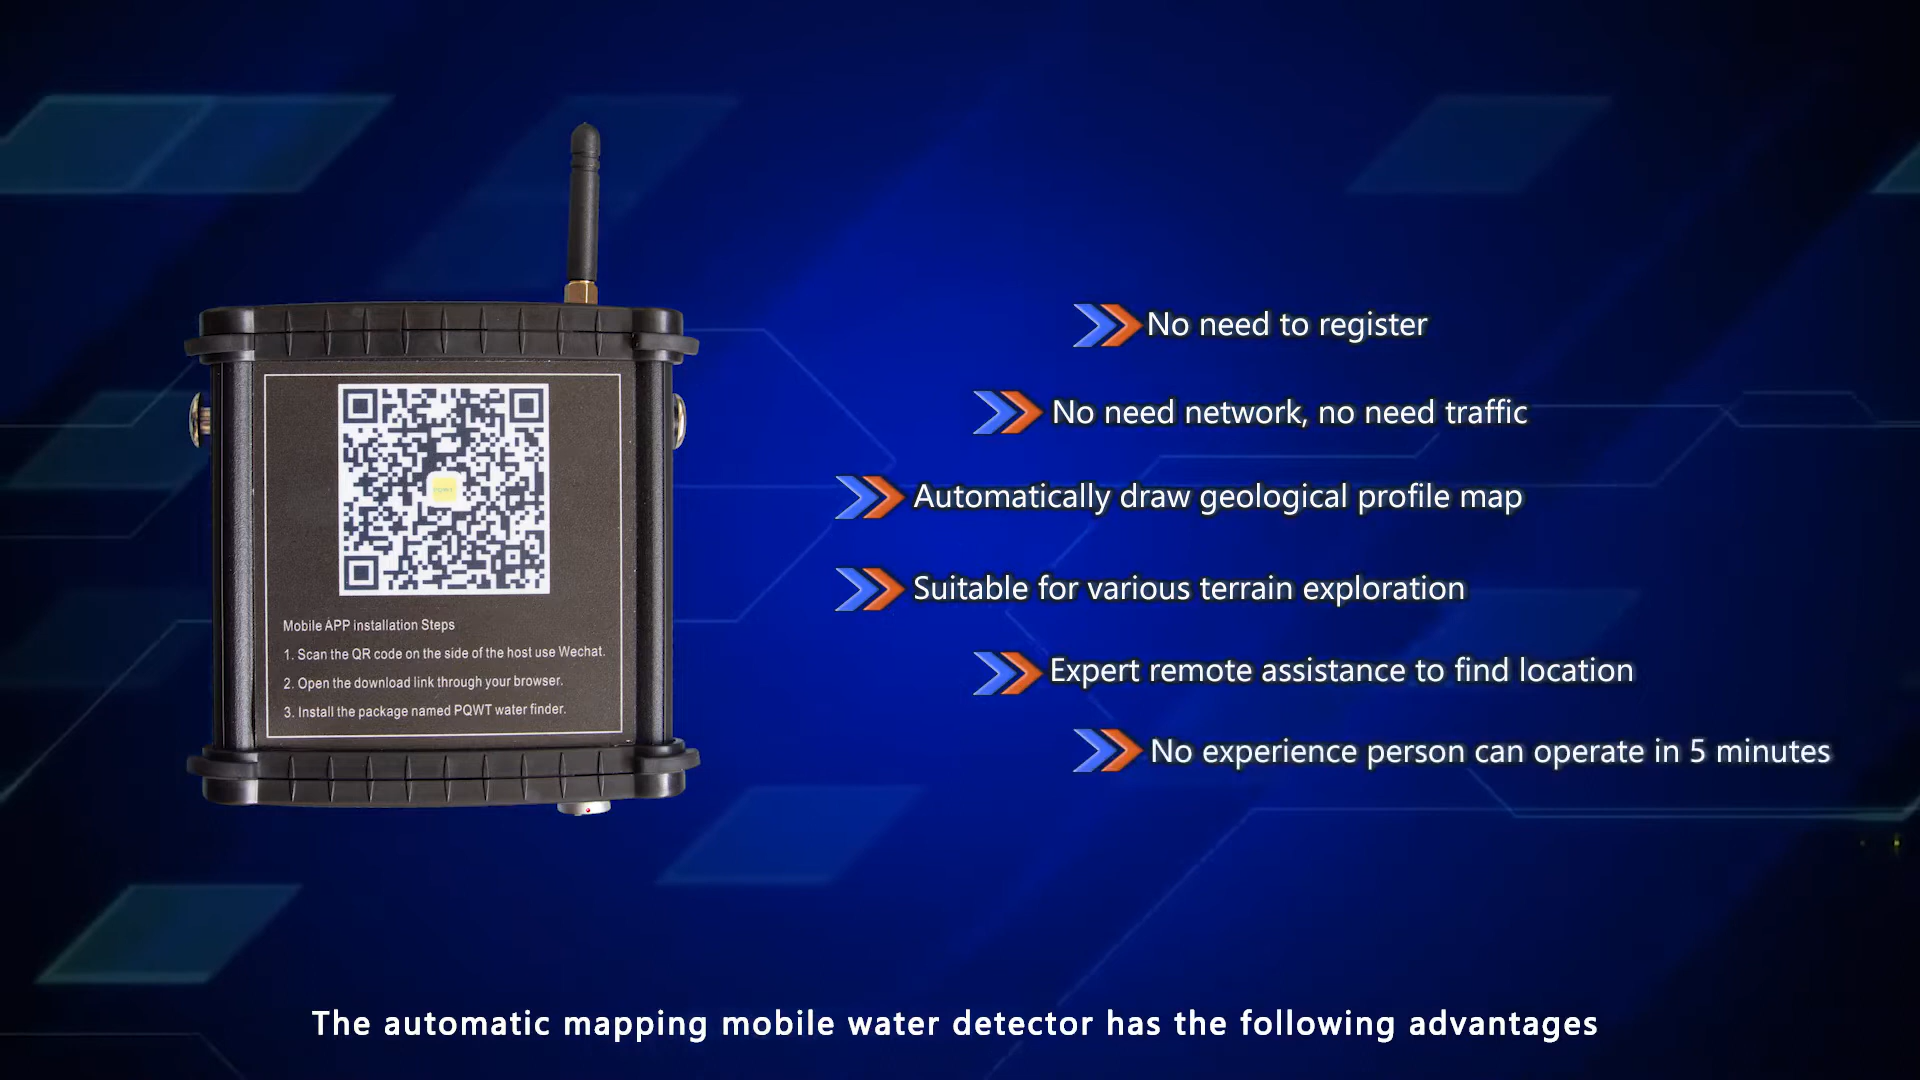 Mobile APP installation Steps
1. Scan the QR code on the side of the host use Wechat.
2. Open the download link through your browser.
3. Install the package named PQWT water finder.
No need to register
No need network, no need traffic
Automatically draw geological profile map
Suitable for various terrain exploration
Expert remote assistance to find location
No experience person can operate in 5 minutes
The automatic mapping mobile water detector has the following advantages